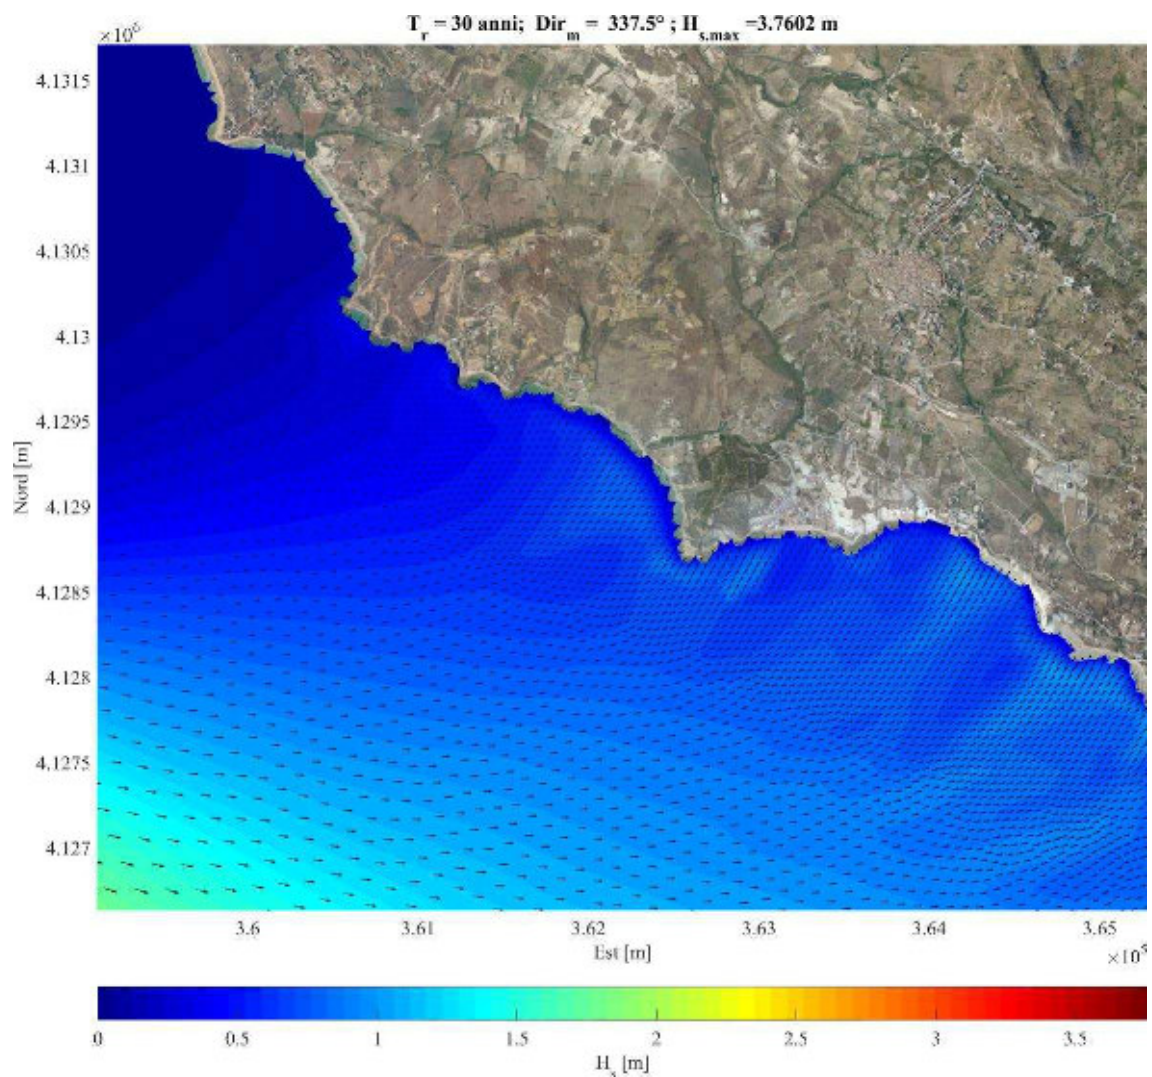 T_r = 30 anni; Dir_m = 337.5° ; H_s,max =3.7602 m
×10^6
4.1315
4.131
4.1305
4.13
4.1295
4.129
4.1285
4.128
4.1275
4.127
Nord [m]
3.6 3.61 3.62 3.63 3.64 3.65
Est [m]
×10^5
0 0.5 1 1.5 2 2.5 3 3.5
H_s [m]